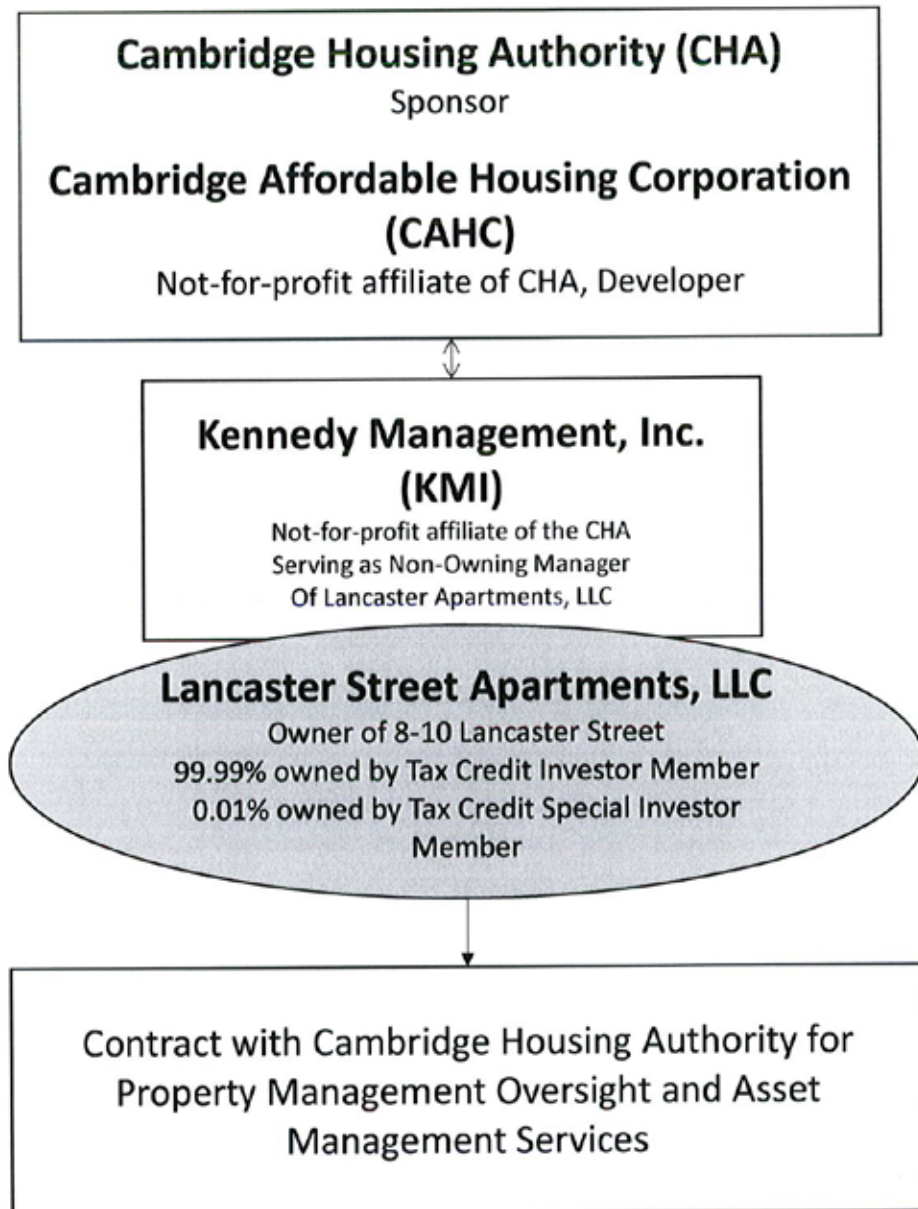 Cambridge Housing Authority (CHA)
Sponsor
Cambridge Affordable Housing Corporation
(CAHC)
Not-for-profit affiliate of CHA, Developer
Kennedy Management, Inc.
(KMI)
Not-for-profit affiliate of the CHA
Serving as Non-Owning Manager
Of Lancaster Apartments, LLC
Lancaster Street Apartments, LLC
Owner of 8-10 Lancaster Street
99.99% owned by Tax Credit Investor Member
0.01% owned by Tax Credit Special Investor
Member
Contract with Cambridge Housing Authority for
Property Management Oversight and Asset
Management Services